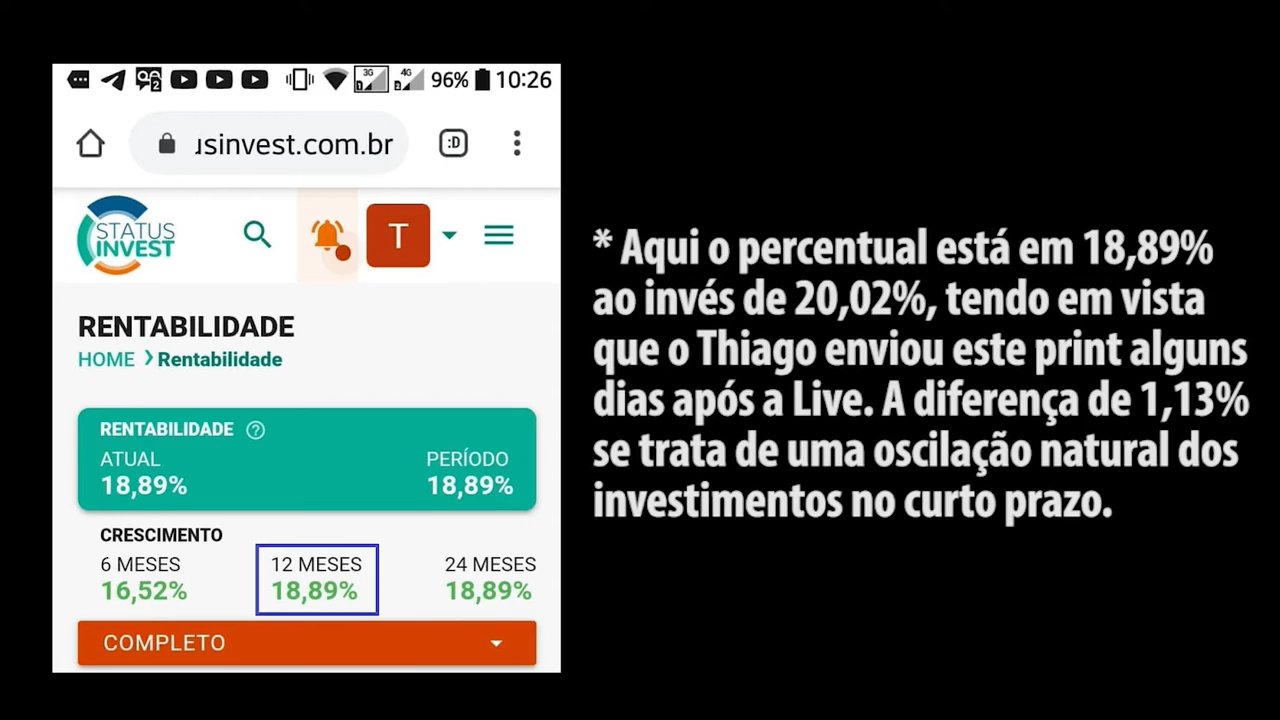 3G
4G
96%
10:26
usinvest.com.br
:D
STATUS
INVEST
T
RENTABILIDADE
HOME Rentabilidade
RENTABILIDADE ?
ATUAL PERÍODO
18,89% 18,89%
CRESCIMENTO
6 MESES 12 MESES 24 MESES
16,52% 18,89% 18,89%
COMPLETO
* Aqui o percentual está em 18,89%
ao invés de 20,02%, tendo em vista
que o Thiago enviou este print alguns
dias após a Live. A diferença de 1,13%
se trata de uma oscilação natural dos
investimentos no curto prazo.